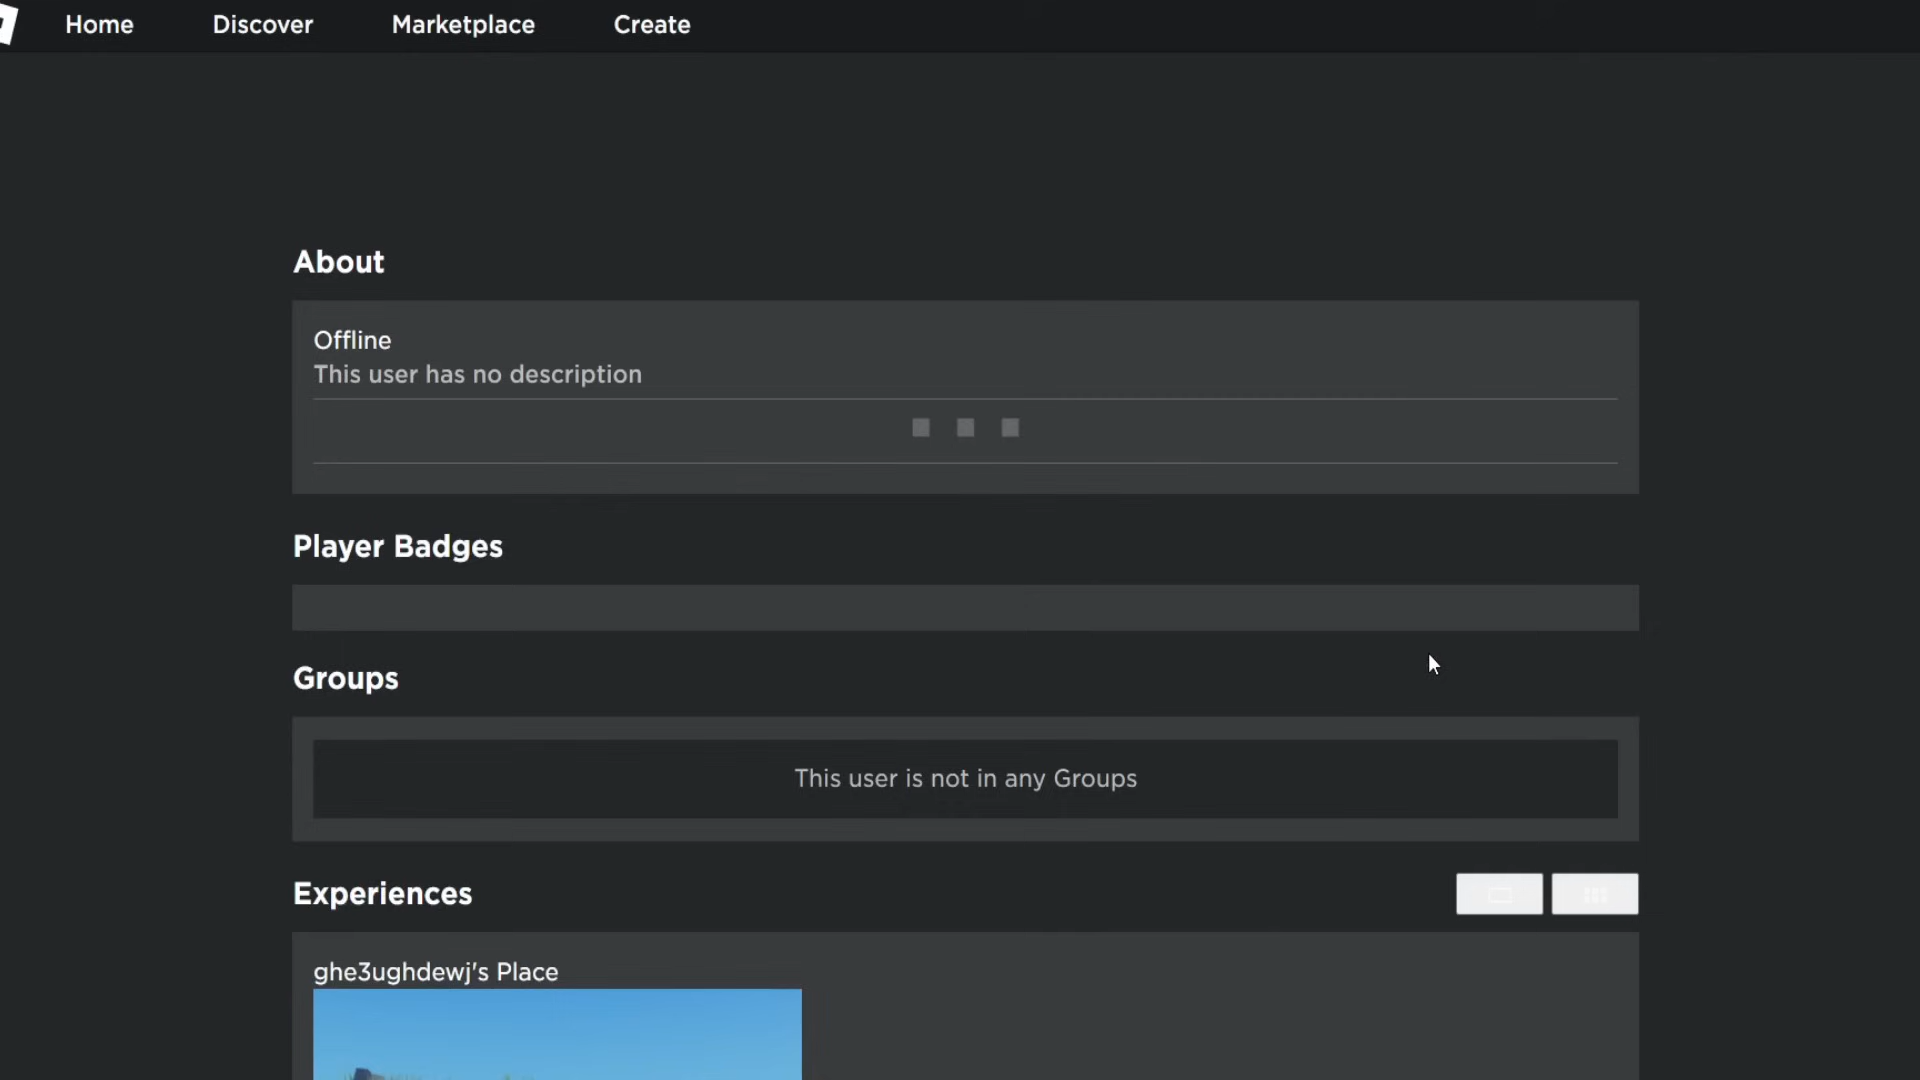 Home
Discover
Marketplace
Create
About
Offline
This user has no description
Player Badges
Groups
This user is not in any Groups
Experiences
ghe3ughdewj's Place